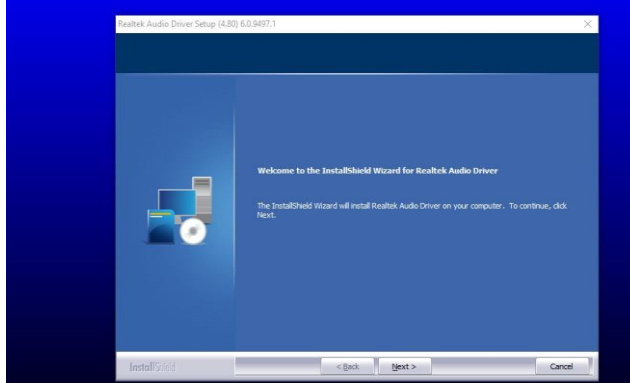 Realtek Audio Driver Setup (4.80) 6.0.9497.1
Welcome to the InstallShield Wizard for Realtek Audio Driver
The InstallShield Wizard will install Realtek Audio Driver on your computer. To continue, click
Next.
InstallShield
< Back
Next >
Cancel